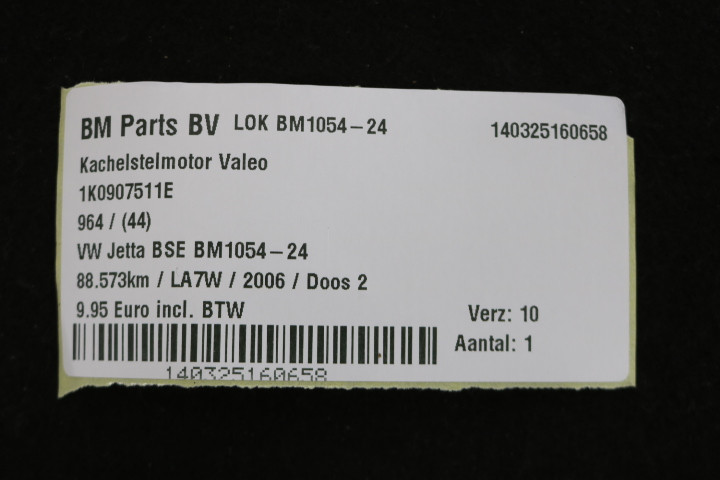 BM Parts BV LOK BM1054-24 140325160658
Kachelstelmotor Valeo
1K0907511E
964 / (44)
VW Jetta BSE BM1054-24
88.573km / LA7W / 2006 / Doos 2
9.95 Euro incl. BTW Verz: 10
Aantal: 1
140325160658